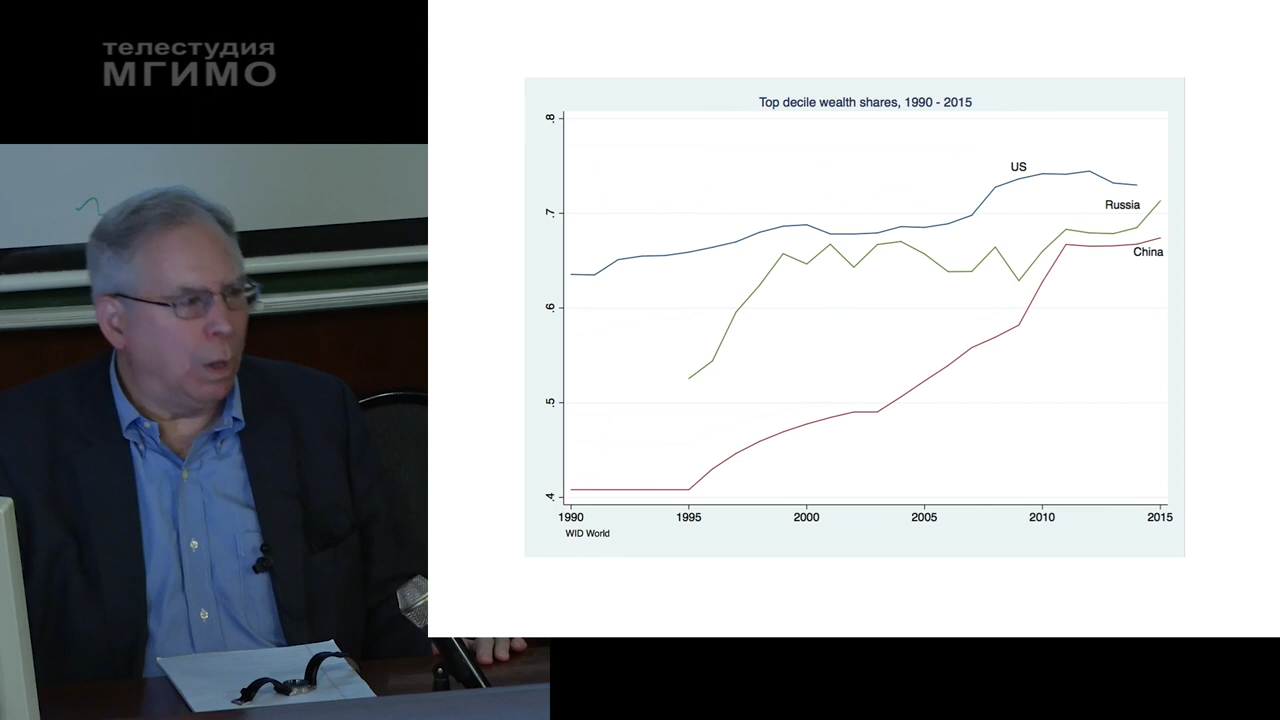 телестудия
МГИМО
Top decile wealth shares, 1990 - 2015
.8
.7
.6
.5
.4
US
Russia
China
1990 1995 2000 2005 2010 2015
WID World